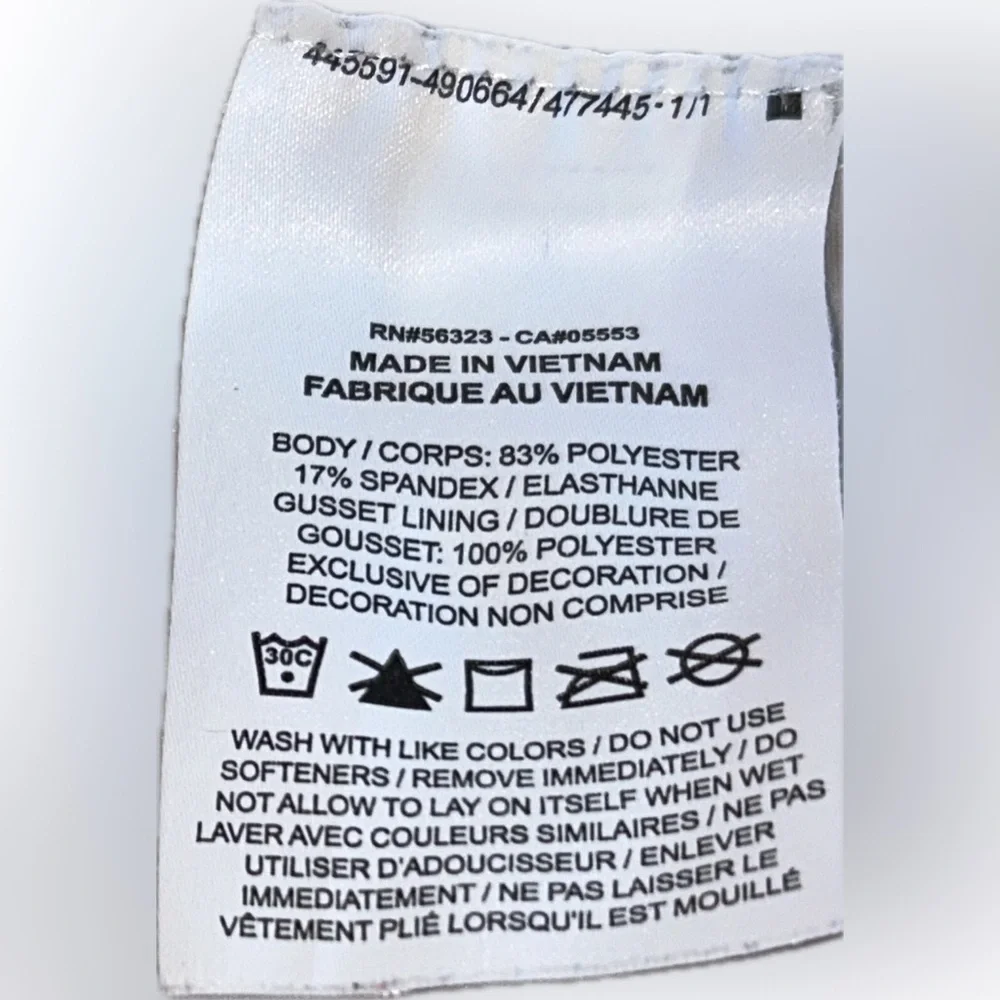 445591-490664/477445-1/1
RN#56323 - CA#05553
MADE IN VIETNAM
FABRIQUE AU VIETNAM
BODY / CORPS: 83% POLYESTER
17% SPANDEX / ELASTHANNE
GUSSET LINING / DOUBLURE DE
GOUSSET: 100% POLYESTER
EXCLUSIVE OF DECORATION /
DECORATION NON COMPRISE
30C
WASH WITH LIKE COLORS / DO NOT USE
SOFTENERS / REMOVE IMMEDIATELY / DO
NOT ALLOW TO LAY ON ITSELF WHEN WET
LAVER AVEC COULEURS SIMILAIRES / NE PAS
UTILISER D'ADOUCISSEUR / ENLEVER
IMMEDIATEMENT / NE PAS LAISSER LE
VÊTEMENT PLIÉ LORSQU'IL EST MOUILLÉ